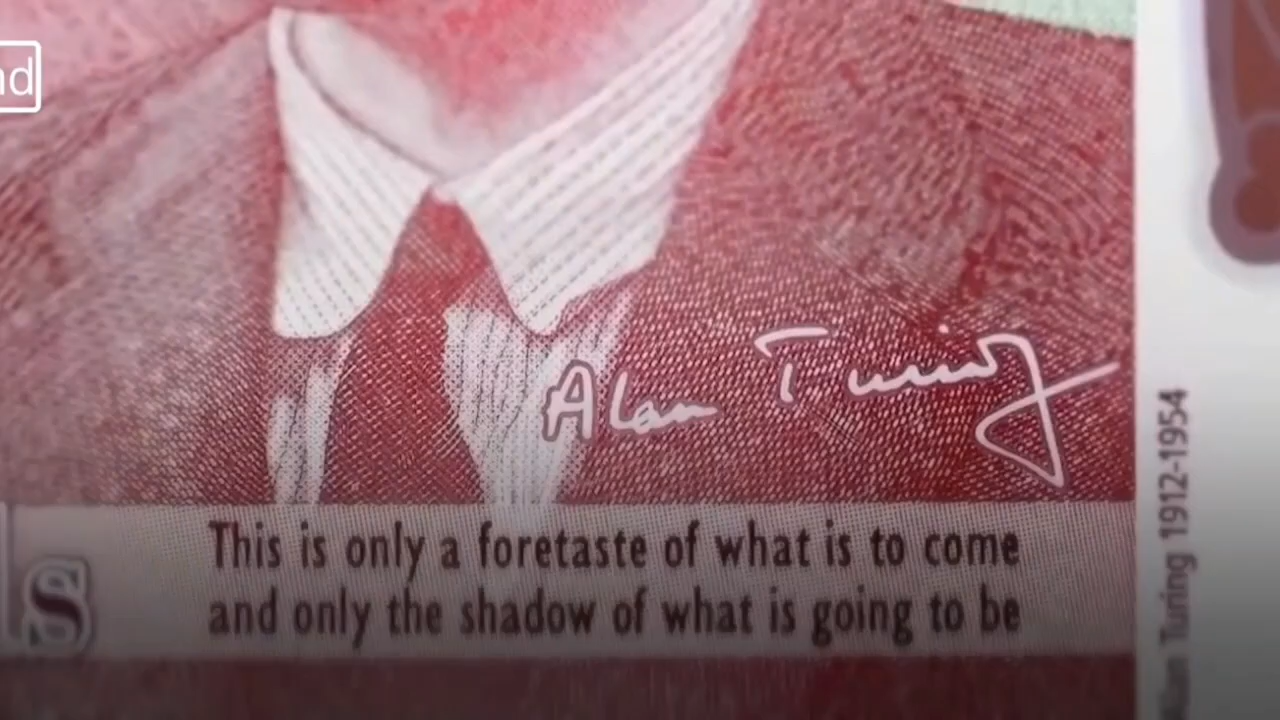 Alan Turing
This is only a foretaste of what is to come
and only the shadow of what is going to be
Alan Turing 1912-1954